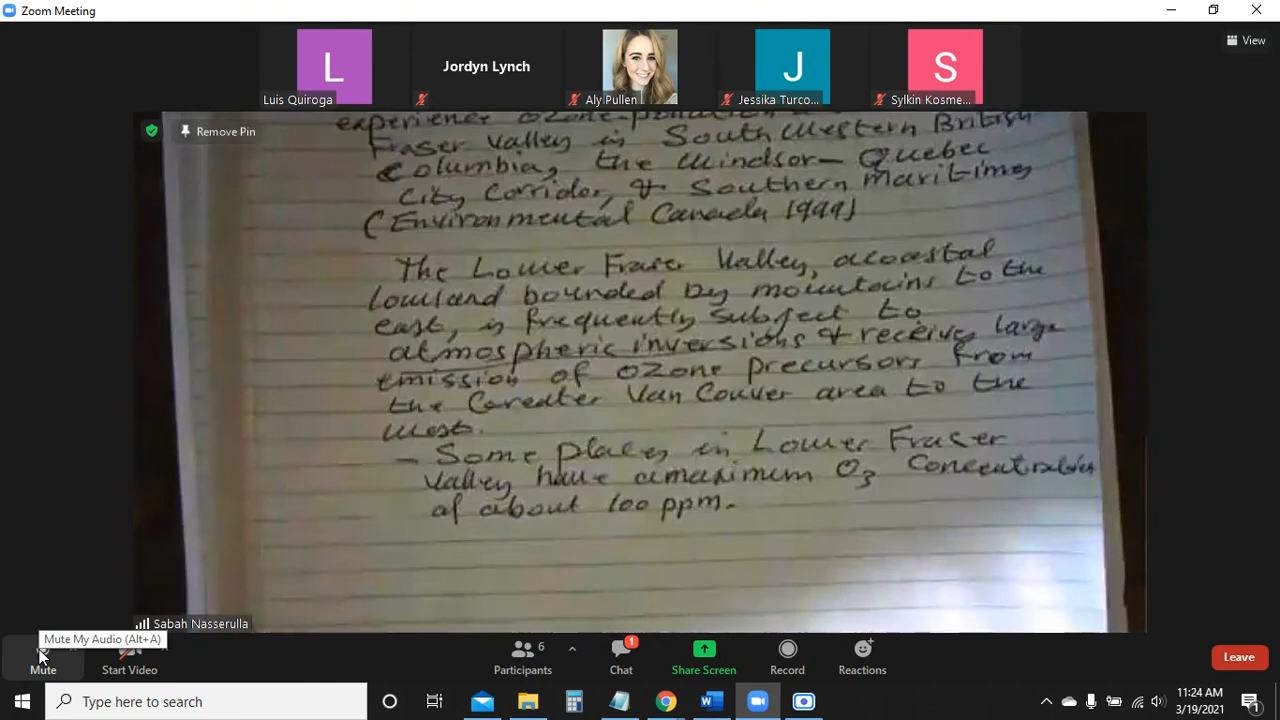 Zoom Meeting
View
L
Luis Quiroga
Jordyn Lynch
Aly Pullen
J
Jessika Turco...
S
Sylkin Kosme...
Remove Pin
experience ozone pollution
Fraser Valley in South Western British
Columbia, the Windsor - Quebec
City Corridor, & Southern Maritimes
(Environmental Canada 1999)
The Lower Fraser Valley, a coastal
lowland bounded by mountains to the
east, is frequently subject to
atmospheric inversions & receives large
emission of ozone precursors from
the Greater Van Couver area to the
West.
- Some places in Lower Fraser
Valley have a maximum O3 Concentration
of about 100 ppm.
Sabah Nasserulla
Mute My Audio (Alt+A)
Mute
Start Video
6
Participants
1
Chat
Share Screen
Record
Reactions
Leave
Type here to search
11:24 AM
3/19/2021
1